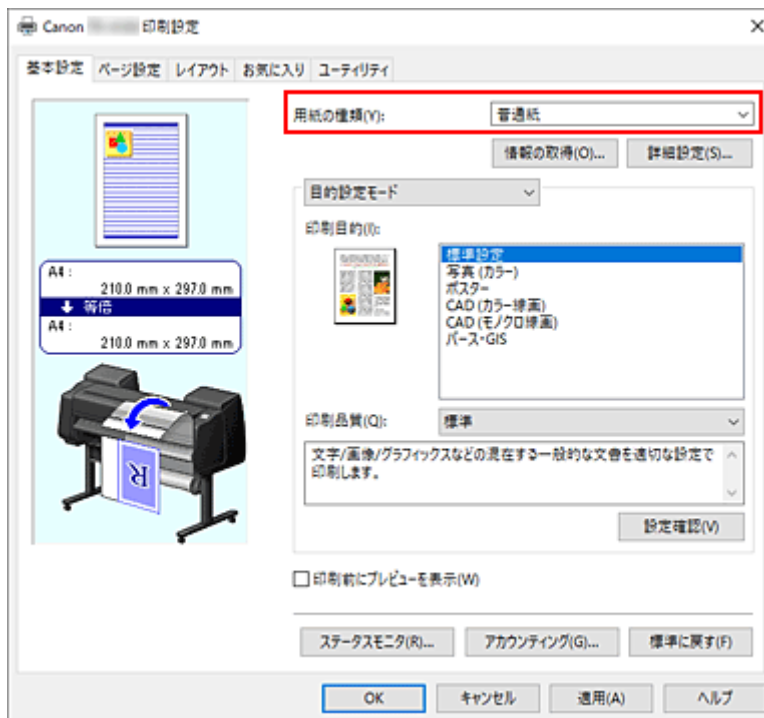 Canon 印刷設定
基本設定 ページ設定 レイアウト お気に入り ユーティリティ
用紙の種類(Y): 普通紙
情報の取得(O)... 詳細設定(S)...
目的設定モード
印刷目的(I):
標準設定
写真 (カラー)
ポスター
CAD (カラー線画)
CAD (モノクロ線画)
パース・GIS
A4 :
210.0 mm x 297.0 mm
等倍
A4 :
210.0 mm x 297.0 mm
R
印刷品質(Q): 標準
文字/画像/グラフィックスなどの混在する一般的な文書を適切な設定で
印刷します。
設定確認(V)
印刷前にプレビューを表示(W)
ステータスモニタ(R)... アカウンティング(G)... 標準に戻す(F)
OK キャンセル 適用(A) ヘルプ